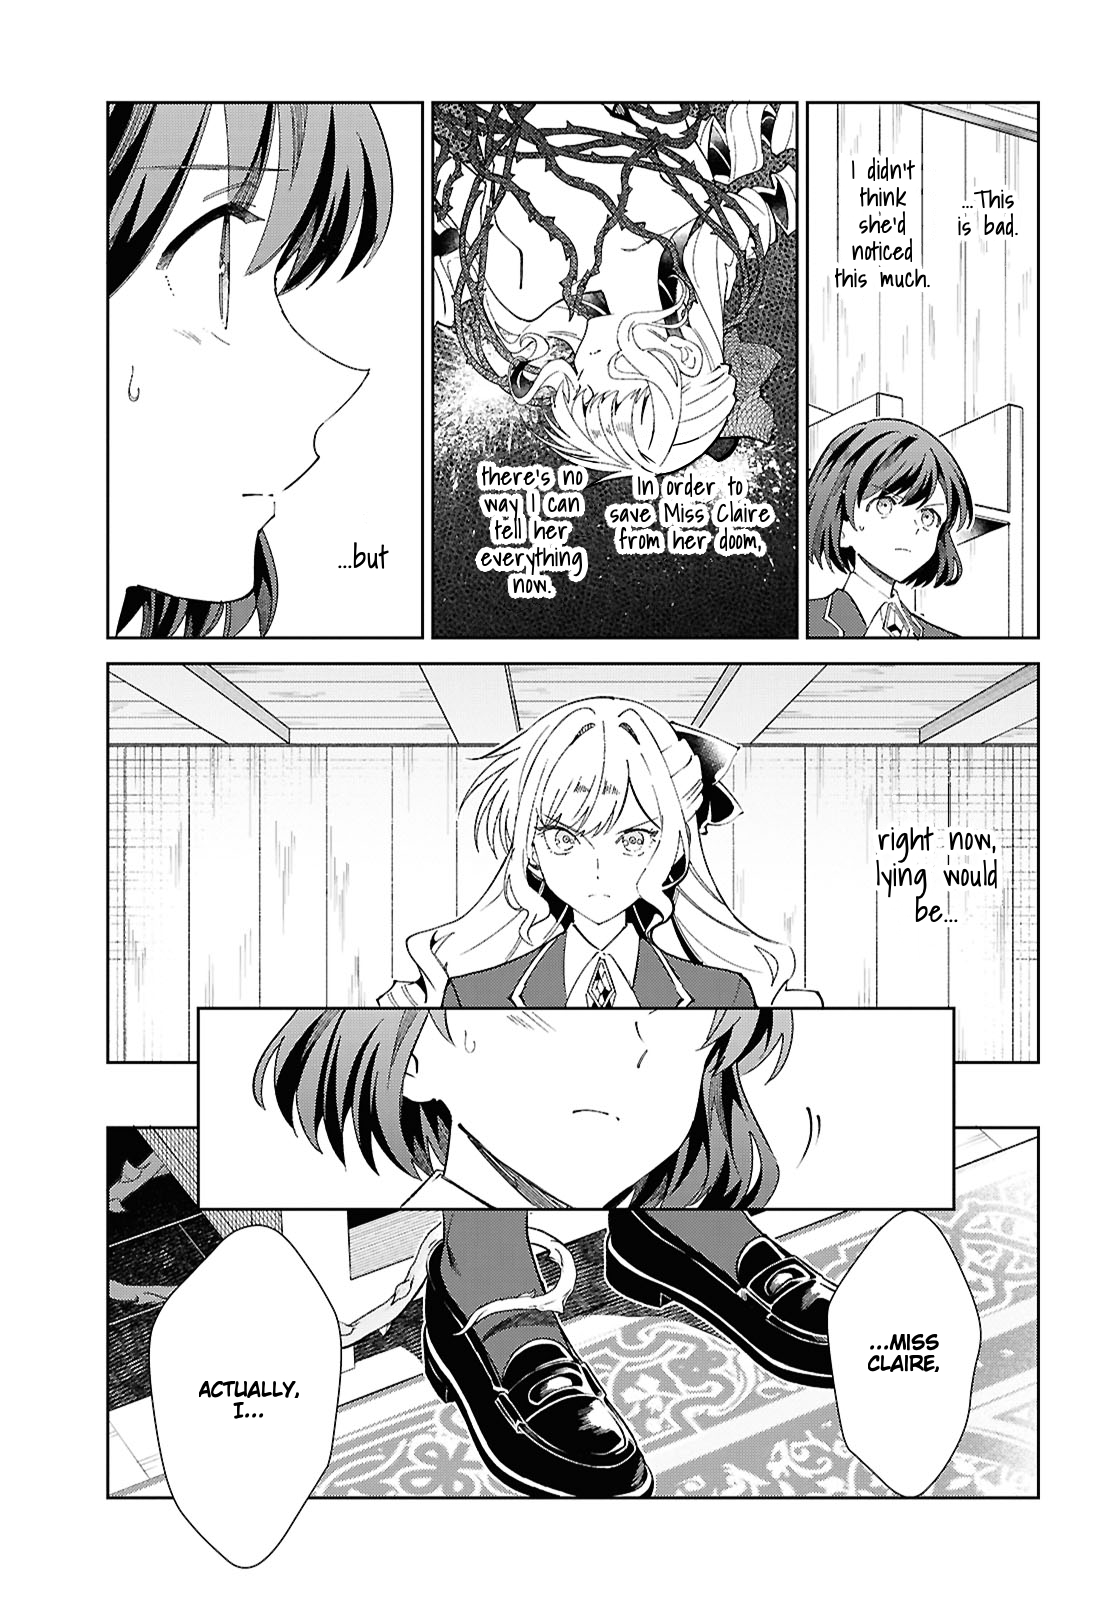 ...This
is bad.
I didn't
think
she'd
noticed
this much.
In order to
save Miss Claire
from her doom,
there's no
way I can
tell her
everything
now.
...but
right now,
lying would
be...
...MISS
CLAIRE,
ACTUALLY,
I...